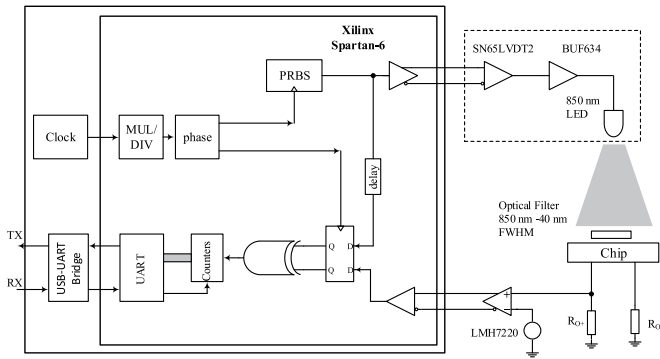 Xilinx
Spartan-6
SN65LVDT2
BUF634
PRBS
850 nm
LED
Clock
MUL/
DIV
phase
delay
Optical Filter
850 nm -40 nm
FWHM
TX
RX
USB-UART
Bridge
UART
Counters
Q D
Q D
Chip
+
−
LMH7220
RO+
RO